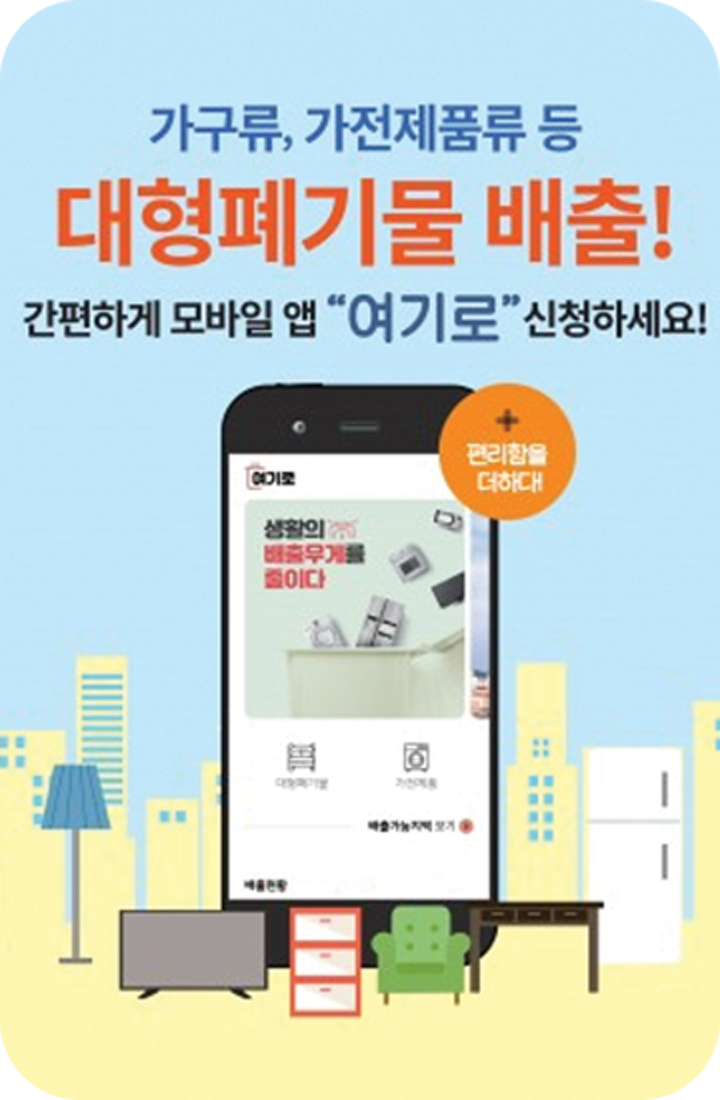 가구류, 가전제품류 등
대형폐기물 배출!
간편하게 모바일 앱 “여기로” 신청하세요!
+
편리함을
더하다!
여기로
생활의
배출무게를
줄이다
대형폐기물
가전제품
배출가능지역 보기
배출현황